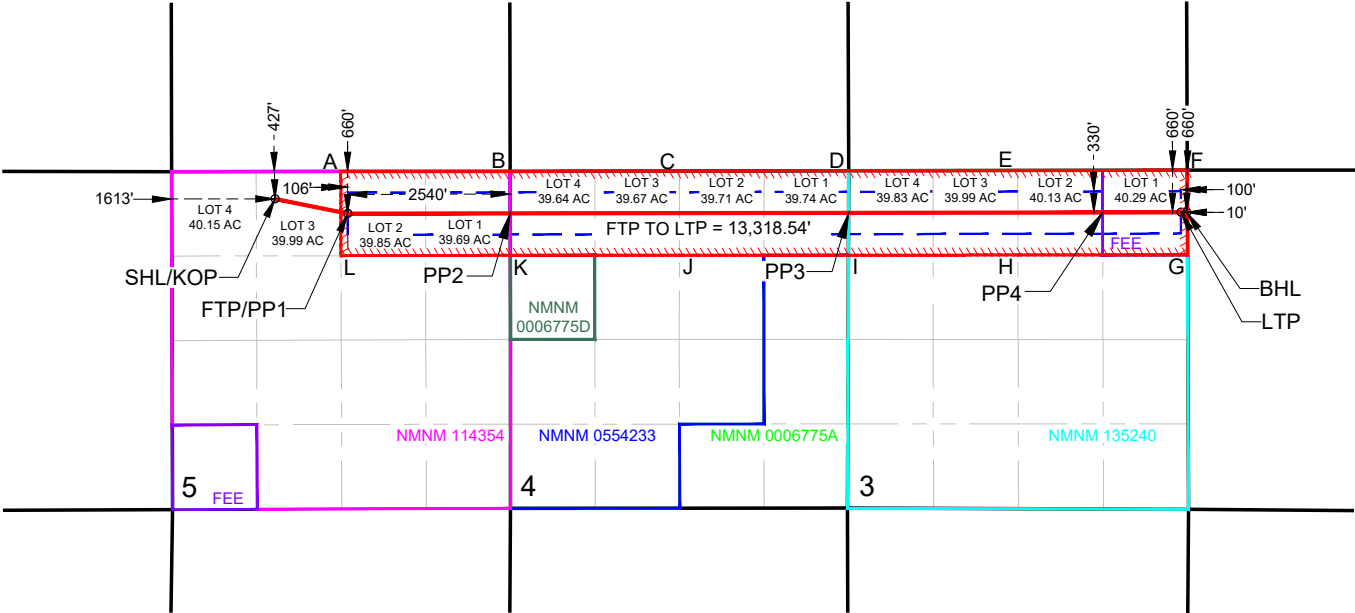 427'
660'
330'
660'
660'
A
B
C
D
E
F
1613'
106'
2540'
100'
10'
LOT 4
40.15 AC
LOT 3
39.99 AC
LOT 2
39.85 AC
LOT 1
39.69 AC
LOT 4
39.64 AC
LOT 3
39.67 AC
LOT 2
39.71 AC
LOT 1
39.74 AC
LOT 4
39.83 AC
LOT 3
39.99 AC
LOT 2
40.13 AC
LOT 1
40.29 AC
FTP TO LTP = 13,318.54'
FEE
L
K
J
I
H
G
SHL/KOP
FTP/PP1
PP2
PP3
PP4
BHL
LTP
NMNM
0006775D
NMNM 114354
NMNM 0554233
NMNM 0006775A
NMNM 135240
5
FEE
4
3